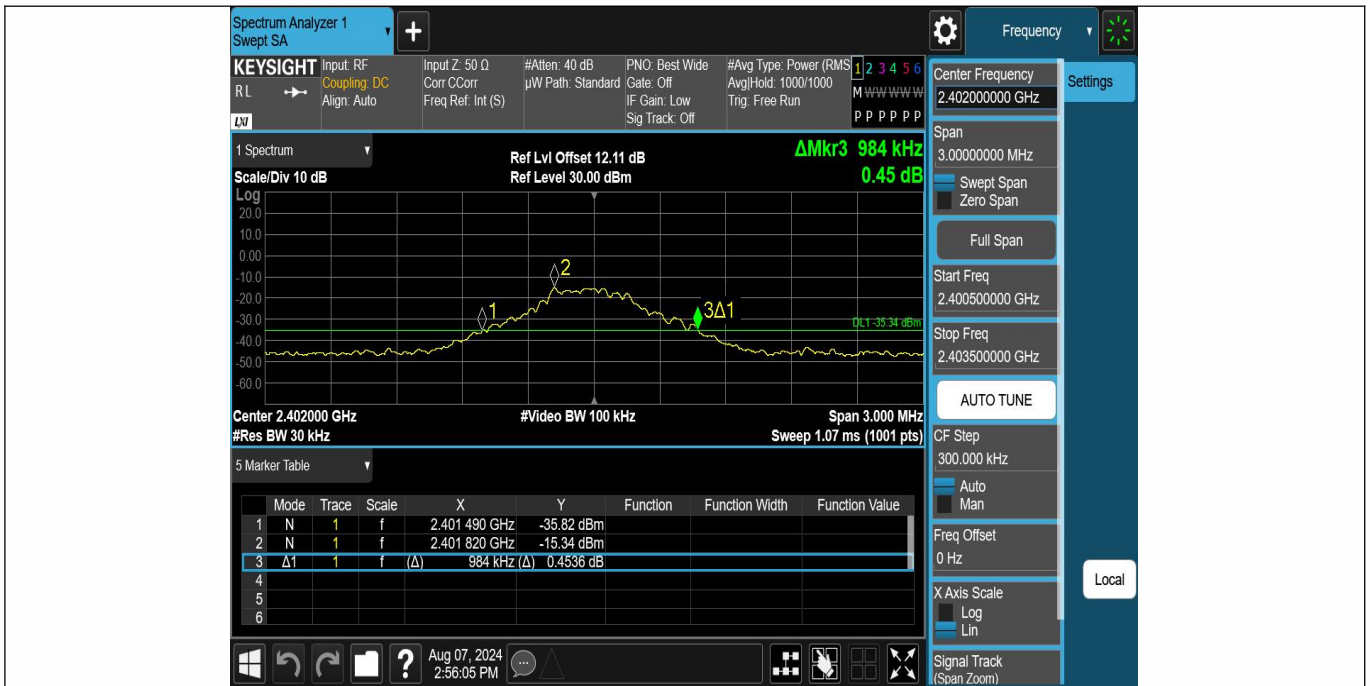 Spectrum Analyzer 1
Swept SA
+
Frequency
KEYSIGHT
RL
LXI
Input: RF
Coupling: DC
Align: Auto
Input Z: 50 Ω
Corr CCorr
Freq Ref: Int (S)
#Atten: 40 dB
µW Path: Standard
PNO: Best Wide
Gate: Off
IF Gain: Low
Sig Track: Off
#Avg Type: Power (RMS
Avg|Hold: 1000/1000
Trig: Free Run
1 2 3 4 5 6
M W W W W W
P P P P P P
Center Frequency
2.402000000 GHz
Settings
1 Spectrum
Scale/Div 10 dB
Ref Lvl Offset 12.11 dB
Ref Level 30.00 dBm
ΔMkr3 984 kHz
0.45 dB
Log
20.0
10.0
0.00
-10.0
-20.0
-30.0
-40.0
-50.0
-60.0
1
2
3Δ1
DL1 -35.34 dBm
Center 2.402000 GHz
#Res BW 30 kHz
#Video BW 100 kHz
Span 3.000 MHz
Sweep 1.07 ms (1001 pts)
Span
3.00000000 MHz
Swept Span
Zero Span
Full Span
Start Freq
2.400500000 GHz
Stop Freq
2.403500000 GHz
AUTO TUNE
CF Step
300.000 kHz
Auto
Man
Freq Offset
0 Hz
X Axis Scale
Log
Lin
Signal Track
(Span Zoom)
Local
5 Marker Table
Mode Trace Scale X Y Function Function Width Function Value
1 N 1 f 2.401 490 GHz -35.82 dBm
2 N 1 f 2.401 820 GHz -15.34 dBm
3 Δ1 1 f (Δ) 984 kHz (Δ) 0.4536 dB
4
5
6
?
Aug 07, 2024
2:56:05 PM